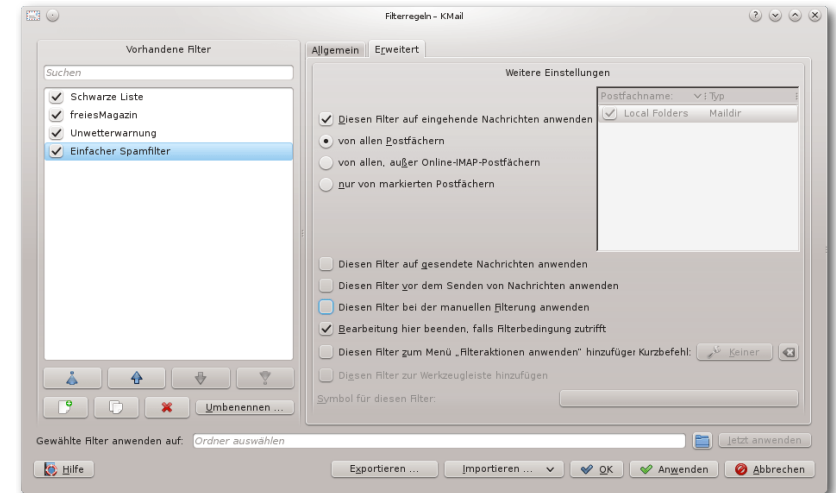 Filterregeln – KMail
Vorhandene Filter
Suchen
Schwarze Liste
freiesMagazin
Unwetterwarnung
Einfacher Spamfilter
Umbenennen ...
Allgemein
Erweitert
Weitere Einstellungen
Diesen Filter auf eingehende Nachrichten anwenden
von allen Postfächern
von allen, außer Online-IMAP-Postfächern
nur von markierten Postfächern
Postfachname: Typ
Local Folders Maildir
Diesen Filter auf gesendete Nachrichten anwenden
Diesen Filter vor dem Senden von Nachrichten anwenden
Diesen Filter bei der manuellen Filterung anwenden
Bearbeitung hier beenden, falls Filterbedingung zutrifft
Diesen Filter zum Menü „Filteraktionen anwenden“ hinzufügen Kurzbefehl: Keiner
Diesen Filter zur Werkzeugleiste hinzufügen
Symbol für diesen Filter:
Gewählte Filter anwenden auf: Ordner auswählen Jetzt anwenden
Hilfe Exportieren ... Importieren ... OK Anwenden Abbrechen